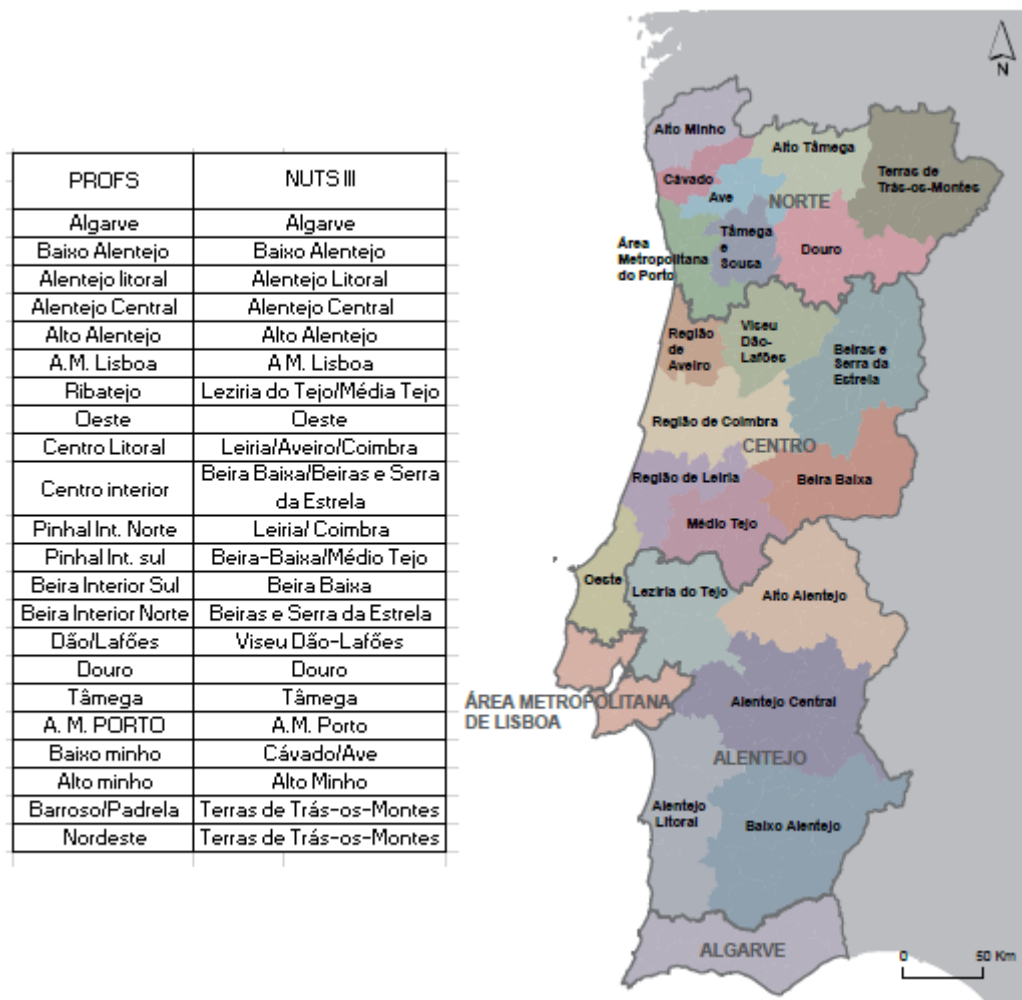 PROFS NUTS III
Algarve Algarve
Baixo Alentejo Baixo Alentejo
Alentejo litoral Alentejo Litoral
Alentejo Central Alentejo Central
Alto Alentejo Alto Alentejo
A.M. Lisboa A M. Lisboa
Ribatejo Leziria do Tejo/Média Tejo
Oeste Oeste
Centro Litoral Leiria/Aveiro/Coimbra
Centro interior Beira Baixa/Beiras e Serra
da Estrela
Pinhal Int. Norte Leiria/ Coimbra
Pinhal Int. sul Beira-Baixa/Médio Tejo
Beira Interior Sul Beira Baixa
Beira Interior Norte Beiras e Serra da Estrela
Dão/Lafões Viseu Dão-Lafões
Douro Douro
Tâmega Tâmega
A. M. PORTO A.M. Porto
Baixo minho Cávado/Ave
Alto minho Alto Minho
Barroso/Padrela Terras de Trás-os-Montes
Nordeste Terras de Trás-os-Montes
N
Alto Minho
Alto Tâmega
Terras de
Trás-os-Montes
Cávado
Ave
NORTE
Tâmega
e
Sousa
Douro
Área
Metropolitana
do Porto
Região
de
Aveiro
Viseu
Dão-
Lafões
Beiras e
Serra da
Estrela
Região de Coimbra
CENTRO
Região de Leiria
Beira Baixa
Médio Tejo
Oeste
Lezíria do Tejo
Alto Alentejo
ÁREA METROPOLITANA
DE LISBOA
Alentejo Central
ALENTEJO
Alentejo
Litoral
Baixo Alentejo
ALGARVE
0 50 Km